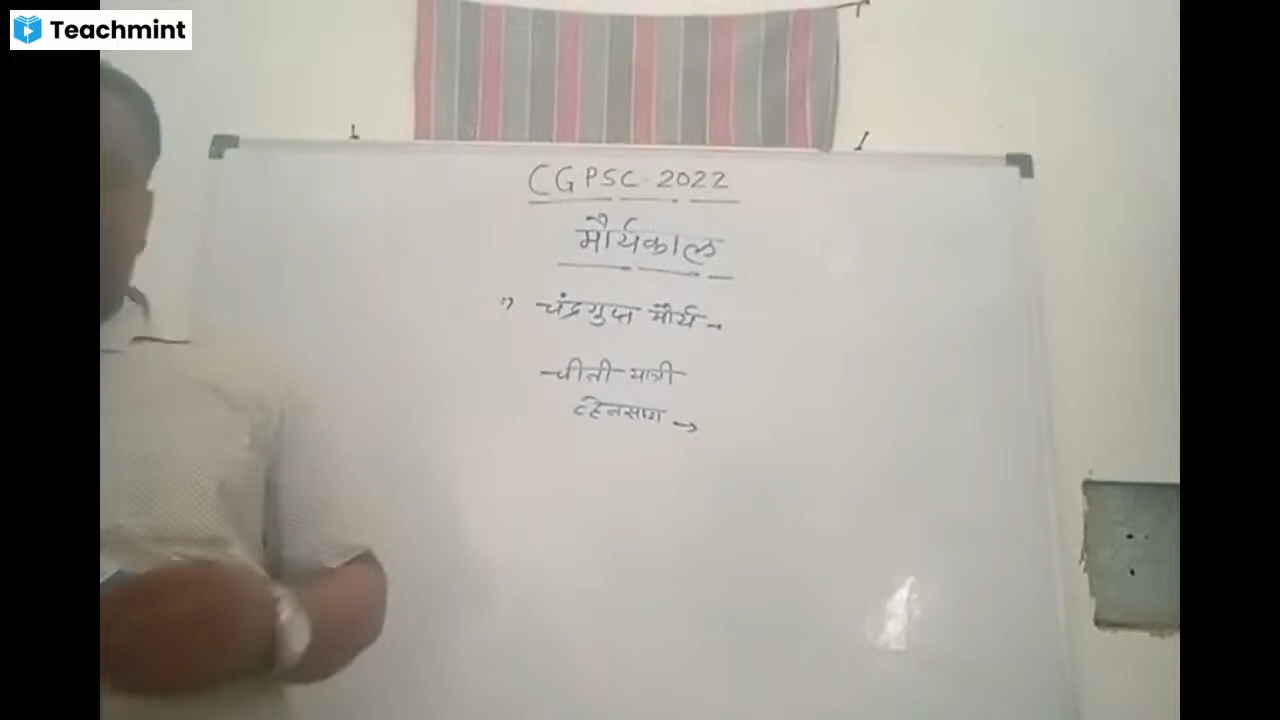 Teachmint
CGPSC-2022
मौर्यकाल
1) चंद्रगुप्त मौर्य →
चीनी यात्री
व्हेनसाग →